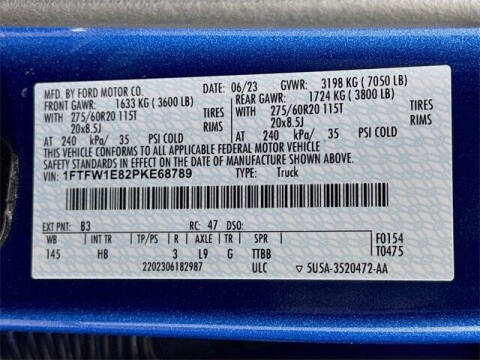 MFD. BY FORD MOTOR CO. DATE: 06/23 GVWR: 3198 KG (7050 LB)
FRONT GAWR: 1633 KG (3600 LB) REAR GAWR: 1724 KG (3800 LB)
WITH 275/60R20 115T WITH 275/60R20 115T
20x8.5J 20x8.5J
AT 240 kPa/ 35 PSI COLD AT 240 kPa/ 35 PSI COLD
THIS VEHICLE CONFORMS TO ALL APPLICABLE FEDERAL MOTOR VEHICLE
SAFETY STANDARDS IN EFFECT ON THE DATE OF MANUFACTURE SHOWN ABOVE.
VIN: 1FTFW1E82PKE68789 TYPE: Truck
EXT PNT: B3 RC: 47 DSO:
WB INT TR TP/PS R AXLE TR SPR F0154
145 HB 3 L9 G TTBB T0475
2202306182987 ULC 5U5A-3520472-AA